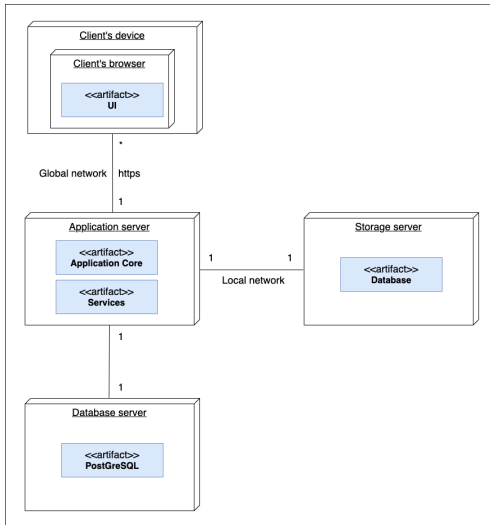 Client's device
Client's browser
<<artifact>>
UI
*
Global network
https
1
Application server
<<artifact>>
Application Core
<<artifact>>
Services
1
1
Local network
Storage server
<<artifact>>
Database
1
1
Database server
<<artifact>>
PostGreSQL